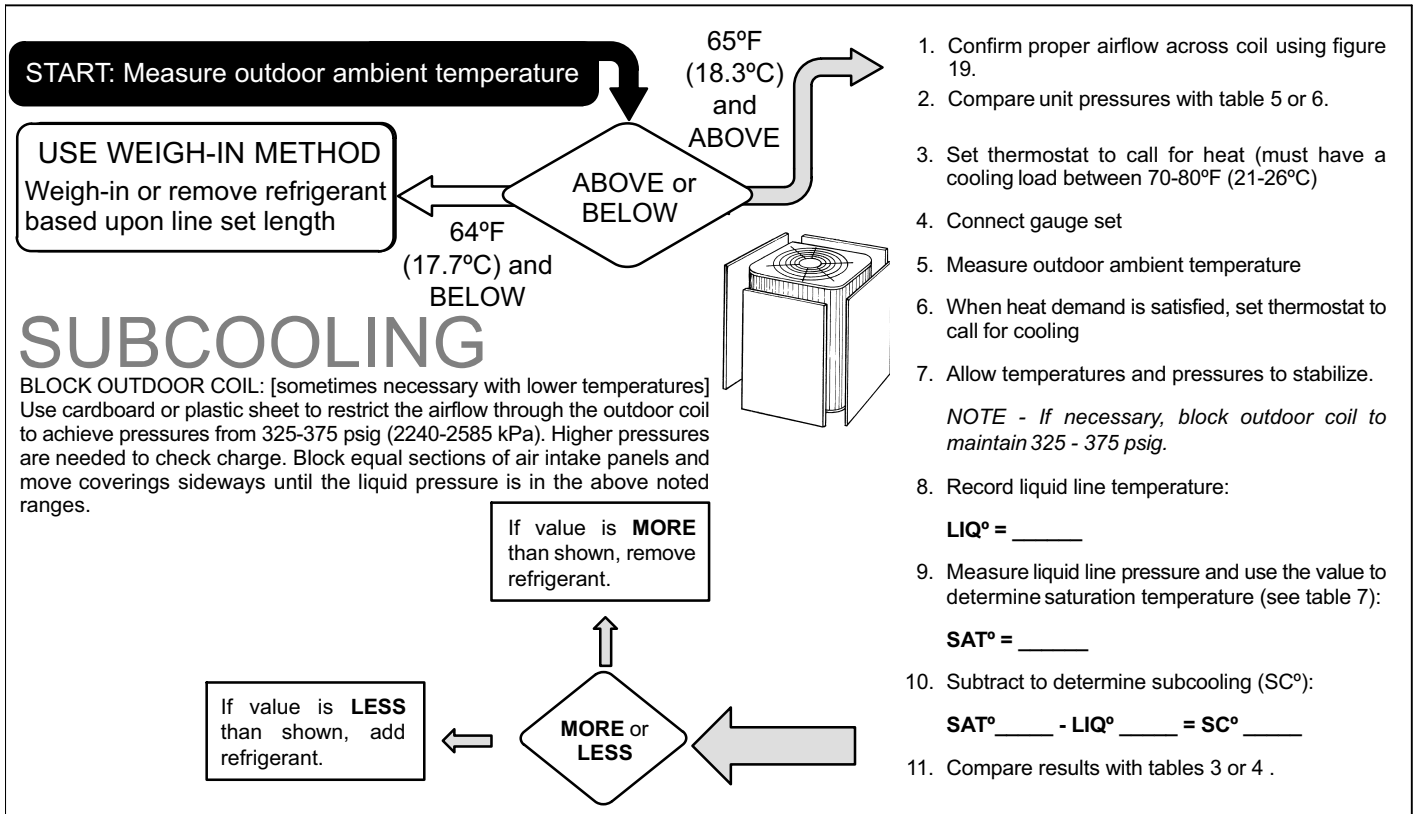 START: Measure outdoor ambient temperature
65ºF
(18.3ºC)
and
ABOVE
USE WEIGH-IN METHOD
Weigh-in or remove refrigerant
based upon line set length
ABOVE or
BELOW
64ºF
(17.7ºC) and
BELOW
SUBCOOLING
BLOCK OUTDOOR COIL: [sometimes necessary with lower temperatures]
Use cardboard or plastic sheet to restrict the airflow through the outdoor coil
to achieve pressures from 325-375 psig (2240-2585 kPa). Higher pressures
are needed to check charge. Block equal sections of air intake panels and
move coverings sideways until the liquid pressure is in the above noted
ranges.
1. Confirm proper airflow across coil using figure
19.
2. Compare unit pressures with table 5 or 6.
3. Set thermostat to call for heat (must have a
cooling load between 70-80ºF (21-26ºC)
4. Connect gauge set
5. Measure outdoor ambient temperature
6. When heat demand is satisfied, set thermostat to
call for cooling
7. Allow temperatures and pressures to stabilize.
NOTE - If necessary, block outdoor coil to
maintain 325 - 375 psig.
8. Record liquid line temperature:
LIQº = ______
9. Measure liquid line pressure and use the value to
determine saturation temperature (see table 7):
SATº = ______
10. Subtract to determine subcooling (SCº):
SATº_____ - LIQº _____ = SCº _____
11. Compare results with tables 3 or 4 .
MORE or
LESS
If value is MORE
than shown, remove
refrigerant.
If value is LESS
than shown, add
refrigerant.